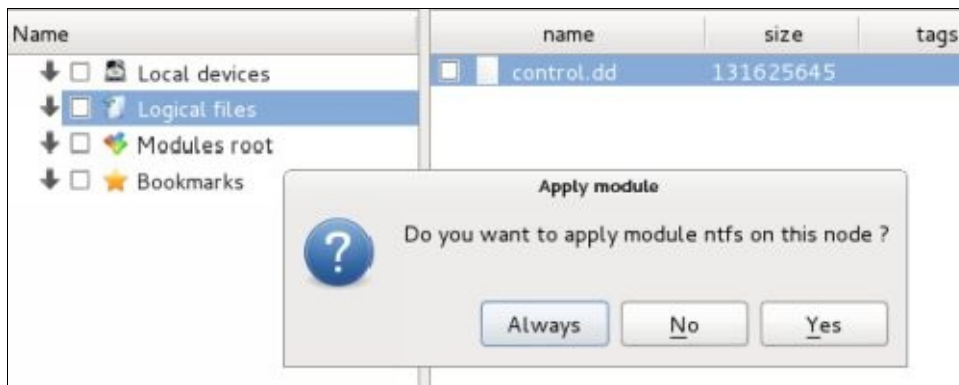 Name
name size tags
Local devices
control.dd 131625645
Logical files
Modules root
Bookmarks
Apply module
Do you want to apply module ntfs on this node ?
Always No Yes